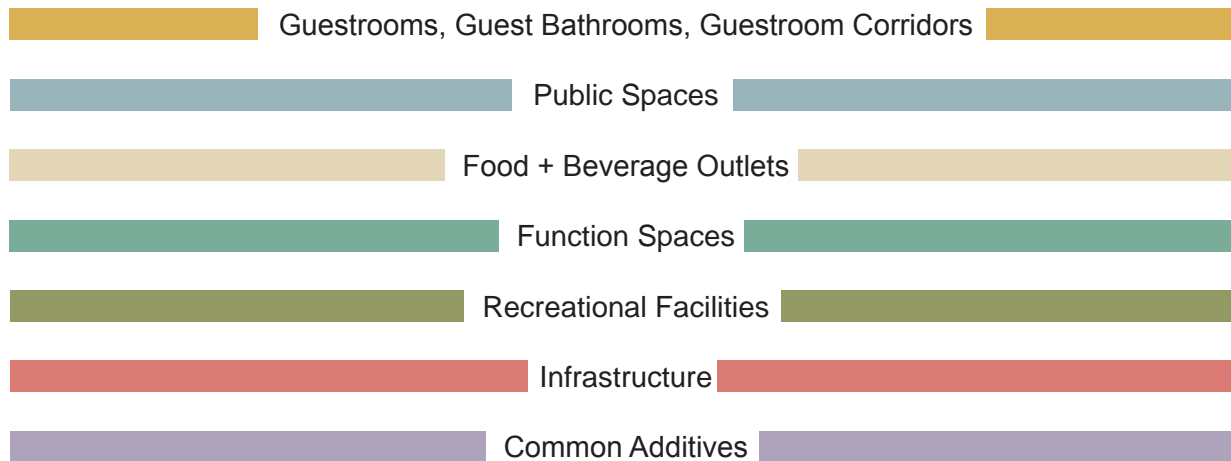 Guestrooms, Guest Bathrooms, Guestroom Corridors
Public Spaces
Food + Beverage Outlets
Function Spaces
Recreational Facilities
Infrastructure
Common Additives